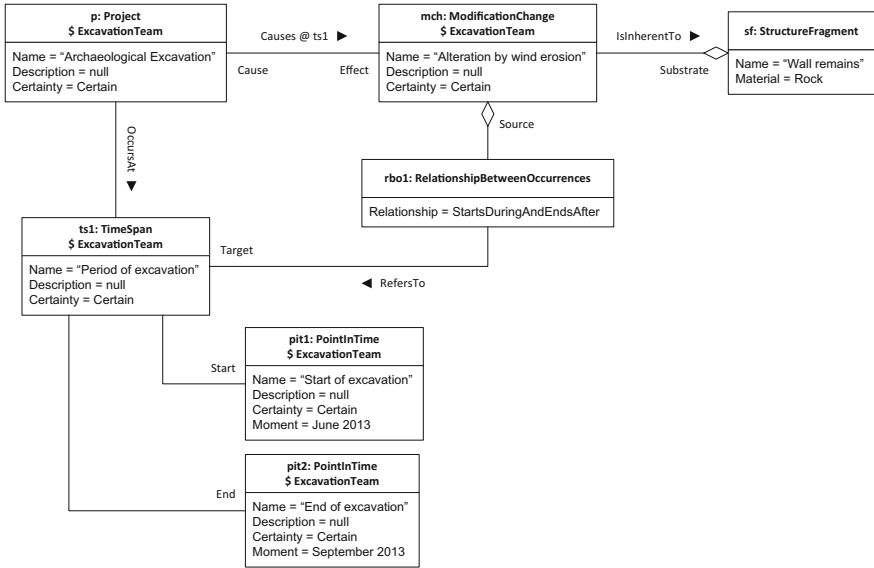 p: Project
$ ExcavationTeam
Name = “Archaeological Excavation”
Description = null
Certainty = Certain
Causes @ ts1 ►
Cause
Effect
mch: ModificationChange
$ ExcavationTeam
Name = “Alteration by wind erosion”
Description = null
Certainty = Certain
IsInherentTo ►
Substrate
sf: StructureFragment
Name = “Wall remains”
Material = Rock
OccursAt ►
Source
rbo1: RelationshipBetweenOccurrences
Relationship = StartsDuringAndEndsAfter
ts1: TimeSpan
$ ExcavationTeam
Name = “Period of excavation”
Description = null
Certainty = Certain
Target
◄ RefersTo
Start
pit1: PointInTime
$ ExcavationTeam
Name = “Start of excavation”
Description = null
Certainty = Certain
Moment = June 2013
End
pit2: PointInTime
$ ExcavationTeam
Name = “End of excavation”
Description = null
Certainty = Certain
Moment = September 2013